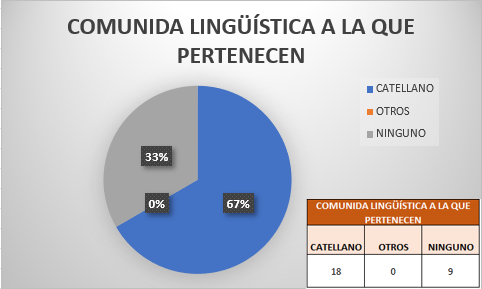 COMUNIDA LINGÜÍSTICA A LA QUE
PERTENECEN
CATELLANO
OTROS
NINGUNO
33%
0%
67%
COMUNIDA LINGÜÍSTICA A LA QUE
PERTENECEN
CATELLANO OTROS NINGUNO
18 0 9